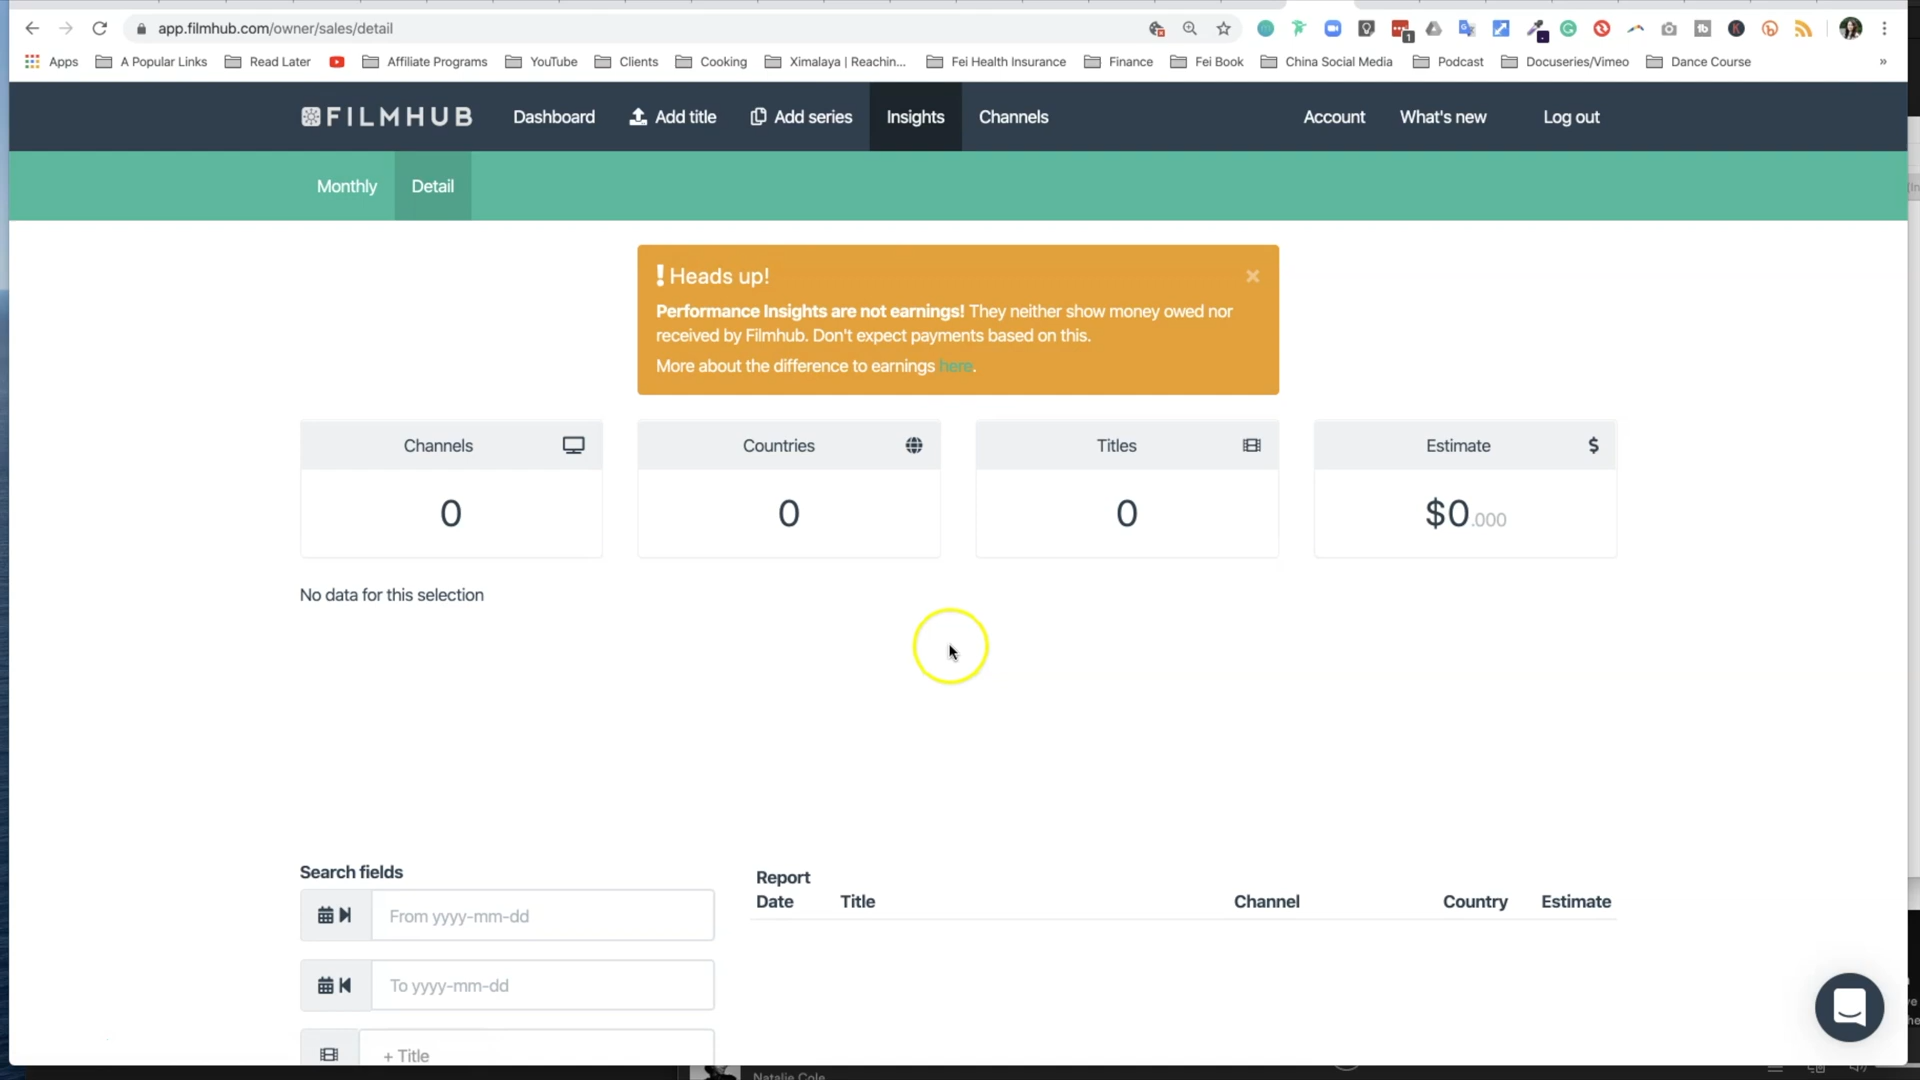 app.filmhub.com/owner/sales/detail
1
Apps A Popular Links Read Later Affiliate Programs YouTube Clients Cooking Ximalaya | Reachin... Fei Health Insurance Finance Fei Book China Social Media Podcast Docuseries/Vimeo Dance Course »
FILMHUB Dashboard Add title Add series Insights Channels Account What's new Log out
Monthly Detail
Heads up! ×
Performance Insights are not earnings! They neither show money owed nor
received by Filmhub. Don't expect payments based on this.
More about the difference to earnings here.
Channels Countries Titles Estimate $
0 0 0 $0.000
No data for this selection
Search fields
From yyyy-mm-dd
To yyyy-mm-dd
+ Title
Report
Date Title Channel Country Estimate
Natalie Cole